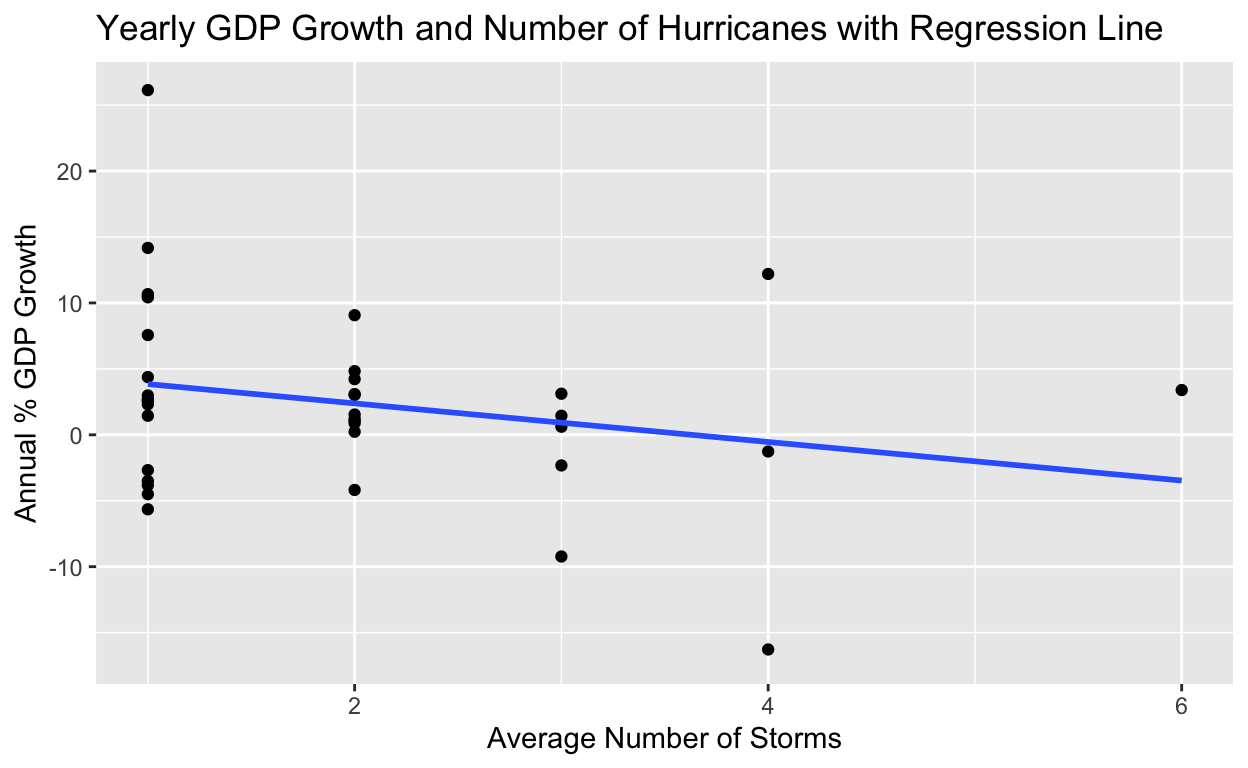 Yearly GDP Growth and Number of Hurricanes with Regression Line
Annual % GDP Growth
20
10
0
-10
2
4
6
Average Number of Storms